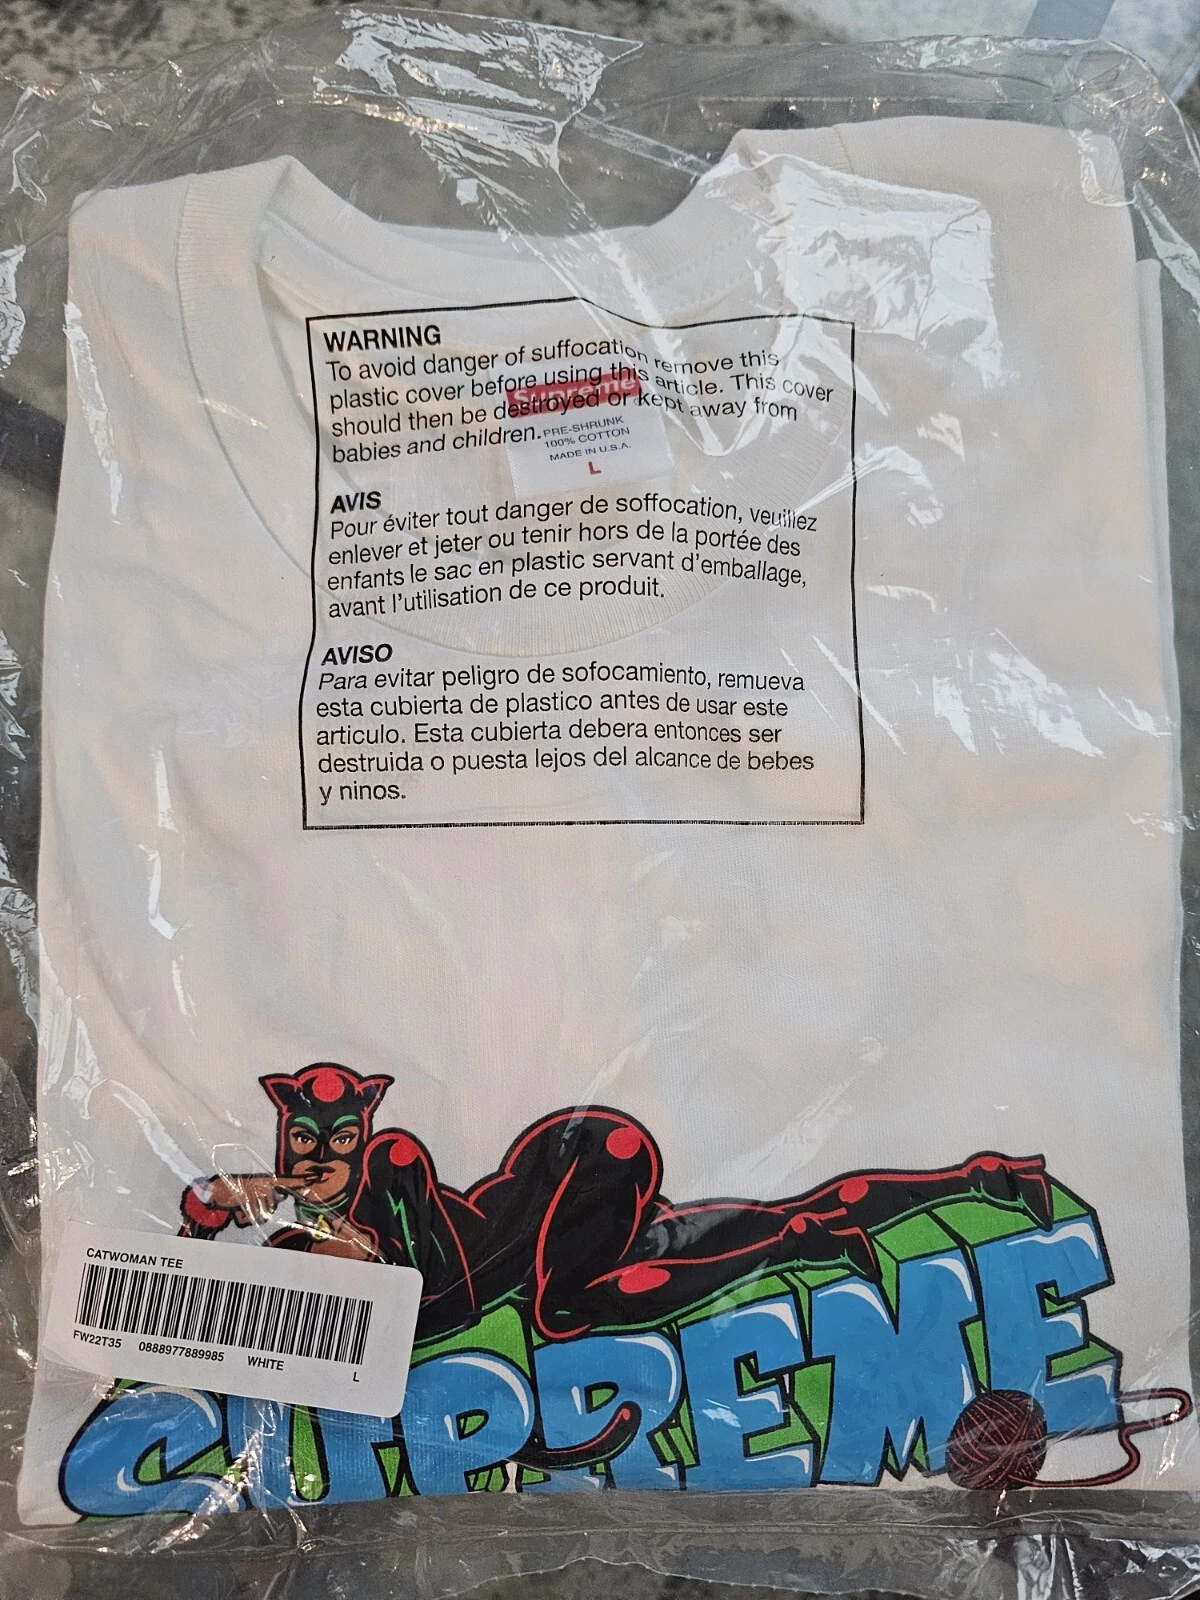 WARNING
To avoid danger of suffocation remove this
plastic cover before using this article. This cover
should then be destroyed or kept away from
babies and children.
Supreme
PRE-SHRUNK
100% COTTON
MADE IN U.S.A.
L
AVIS
Pour éviter tout danger de soffocation, veuillez
enlever et jeter ou tenir hors de la portée des
enfants le sac en plastic servant d'emballage,
avant l'utilisation de ce produit.
AVISO
Para evitar peligro de sofocamiento, remueva
esta cubierta de plastico antes de usar este
articulo. Esta cubierta debera entonces ser
destruida o puesta lejos del alcance de bebes
y ninos.
CATWOMAN TEE
FW22T35 0888977889985 WHITE
L
SUPREME